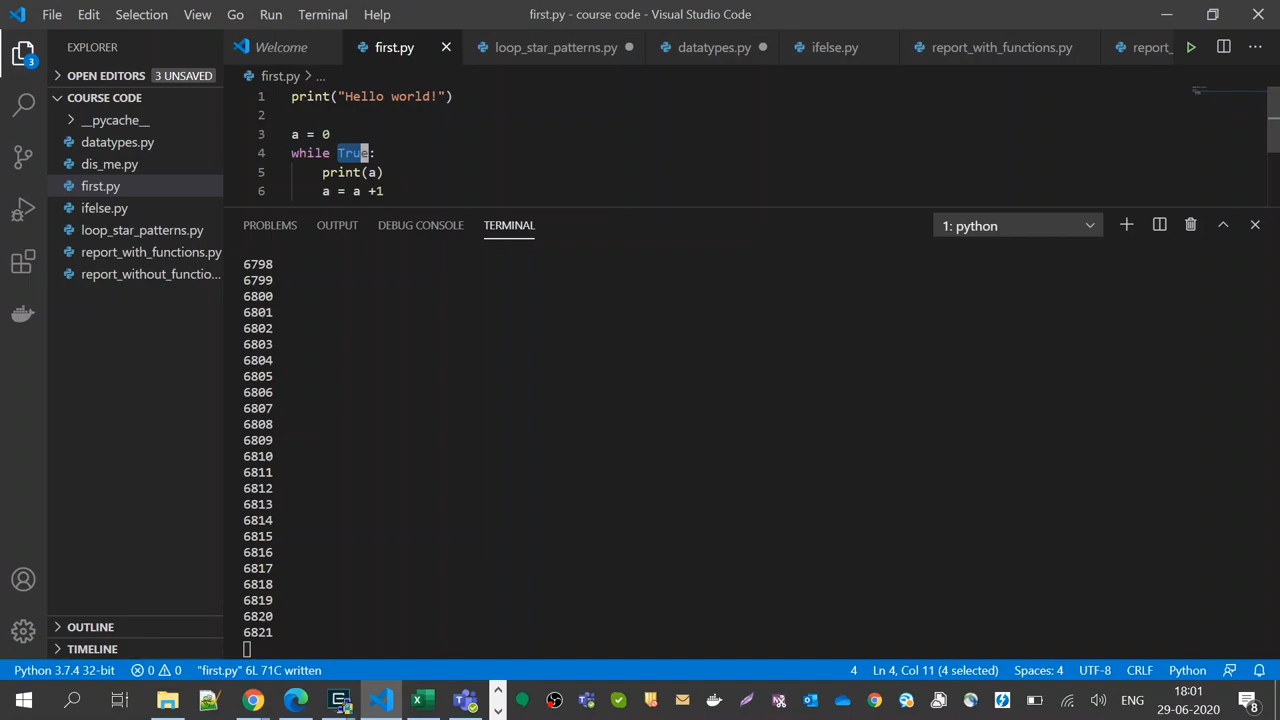 File Edit Selection View Go Run Terminal Help first.py - course code - Visual Studio Code
EXPLORER
Welcome first.py loop_star_patterns.py datatypes.py ifelse.py report_with_functions.py report_
3
OPEN EDITORS 3 UNSAVED
COURSE CODE
__pycache__
datatypes.py
dis_me.py
first.py
ifelse.py
loop_star_patterns.py
report_with_functions.py
report_without_functio...
OUTLINE
TIMELINE
first.py > ...
1 print("Hello world!")
2
3 a = 0
4 while True:
5 print(a)
6 a = a +1
PROBLEMS OUTPUT DEBUG CONSOLE TERMINAL 1: python
6798
6799
6800
6801
6802
6803
6804
6805
6806
6807
6808
6809
6810
6811
6812
6813
6814
6815
6816
6817
6818
6819
6820
6821
Python 3.7.4 32-bit 0 0 "first.py" 6L 71C written 4 Ln 4, Col 11 (4 selected) Spaces: 4 UTF-8 CRLF Python
ENG 18:01
29-06-2020 8